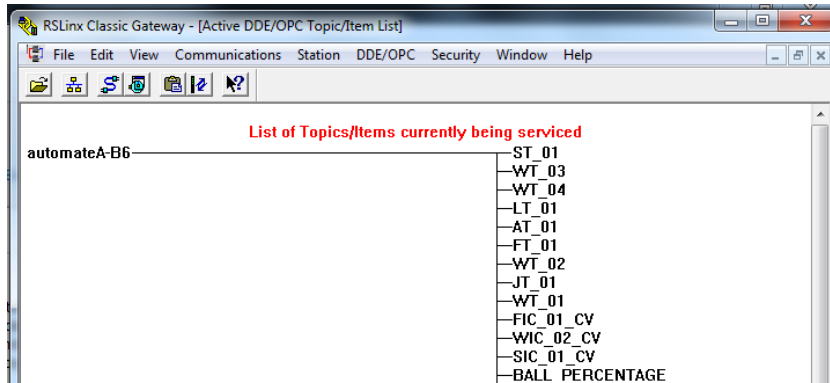 RSLinx Classic Gateway - [Active DDE/OPC Topic/Item List]
File Edit View Communications Station DDE/OPC Security Window Help
List of Topics/Items currently being serviced
automateA-B6
ST_01
WT_03
WT_04
LT_01
AT_01
FT_01
WT_02
JT_01
WT_01
FIC_01_CV
WIC_02_CV
SIC_01_CV
BALL_PERCENTAGE